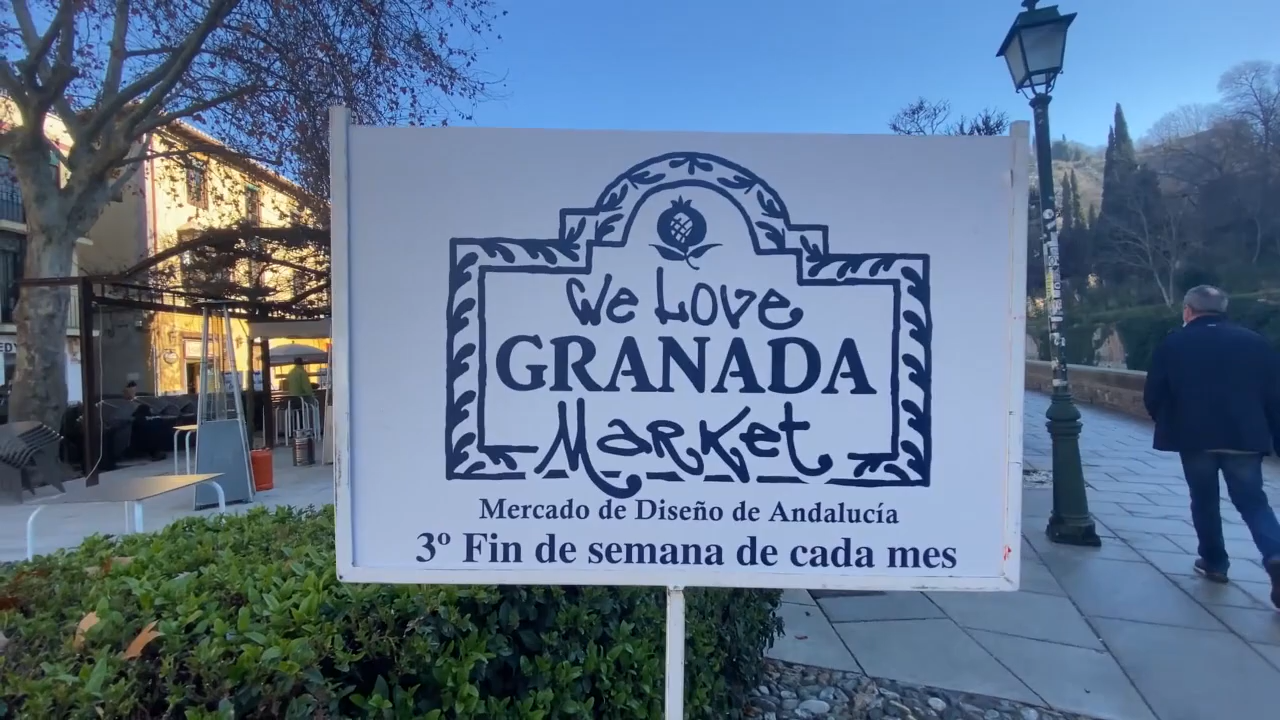 We Love
GRANADA
Market
Mercado de Diseño de Andalucía
3º Fin de semana de cada mes